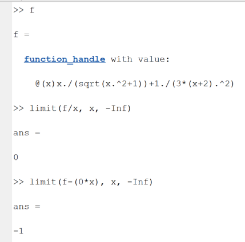 >> f
f =
function_handle with value:
@(x)x./(sqrt(x.^2+1))+1./(3*(x+2).^2)
>> limit(f/x, x, -Inf)
ans =
0
>> limit(f-(0*x), x, -Inf)
ans =
-1